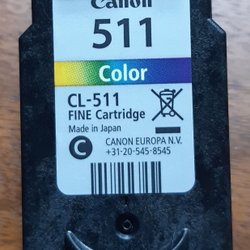 Canon
511
Color
CL-511
FINE Cartridge
Made in Japan
C
CANON EUROPA N.V.
+31-20-545-8545